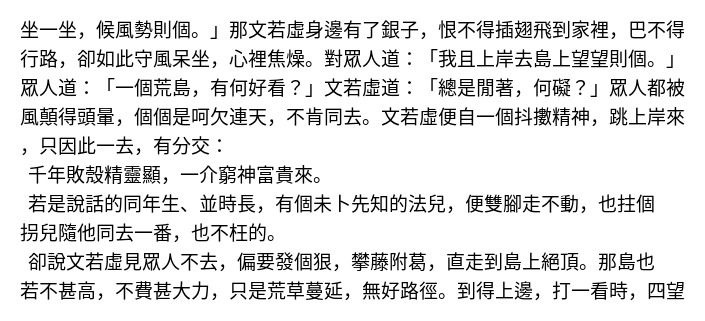 坐一坐，候風勢則個。」那文若虛身邊有了銀子，恨不得插翅飛到家裡，巴不得
行路，卻如此守風呆坐，心裡焦燥。對眾人道：「我且上岸去島上望望則個。」
眾人道：「一個荒島，有何好看？」文若虛道：「總是閒著，何礙？」眾人都被
風顛得頭暈，個個是呵欠連天，不肯同去。文若虛便自一個抖擻精神，跳上岸來
，只因此一去，有分交：
千年敗殼精靈顯，一介窮神富貴來。
若是說話的同年生、並時長，有個未卜先知的法兒，便雙腳走不動，也拄個
拐兒隨他同去一番，也不枉的。
卻說文若虛見眾人不去，偏要發個狠，攀藤附葛，直走到島上絕頂。那島也
若不甚高，不費甚大力，只是荒草蔓延，無好路徑。到得上邊，打一看時，四望